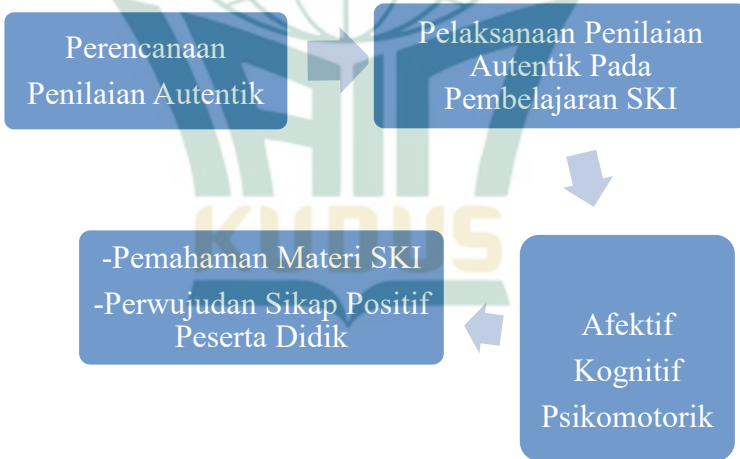 Perencanaan
Penilaian Autentik
Pelaksanaan Penilaian
Autentik Pada
Pembelajaran SKI
Afektif
Kognitif
Psikomotorik
-Pemahaman Materi SKI
-Perwujudan Sikap Positif
Peserta Didik
KUDUS